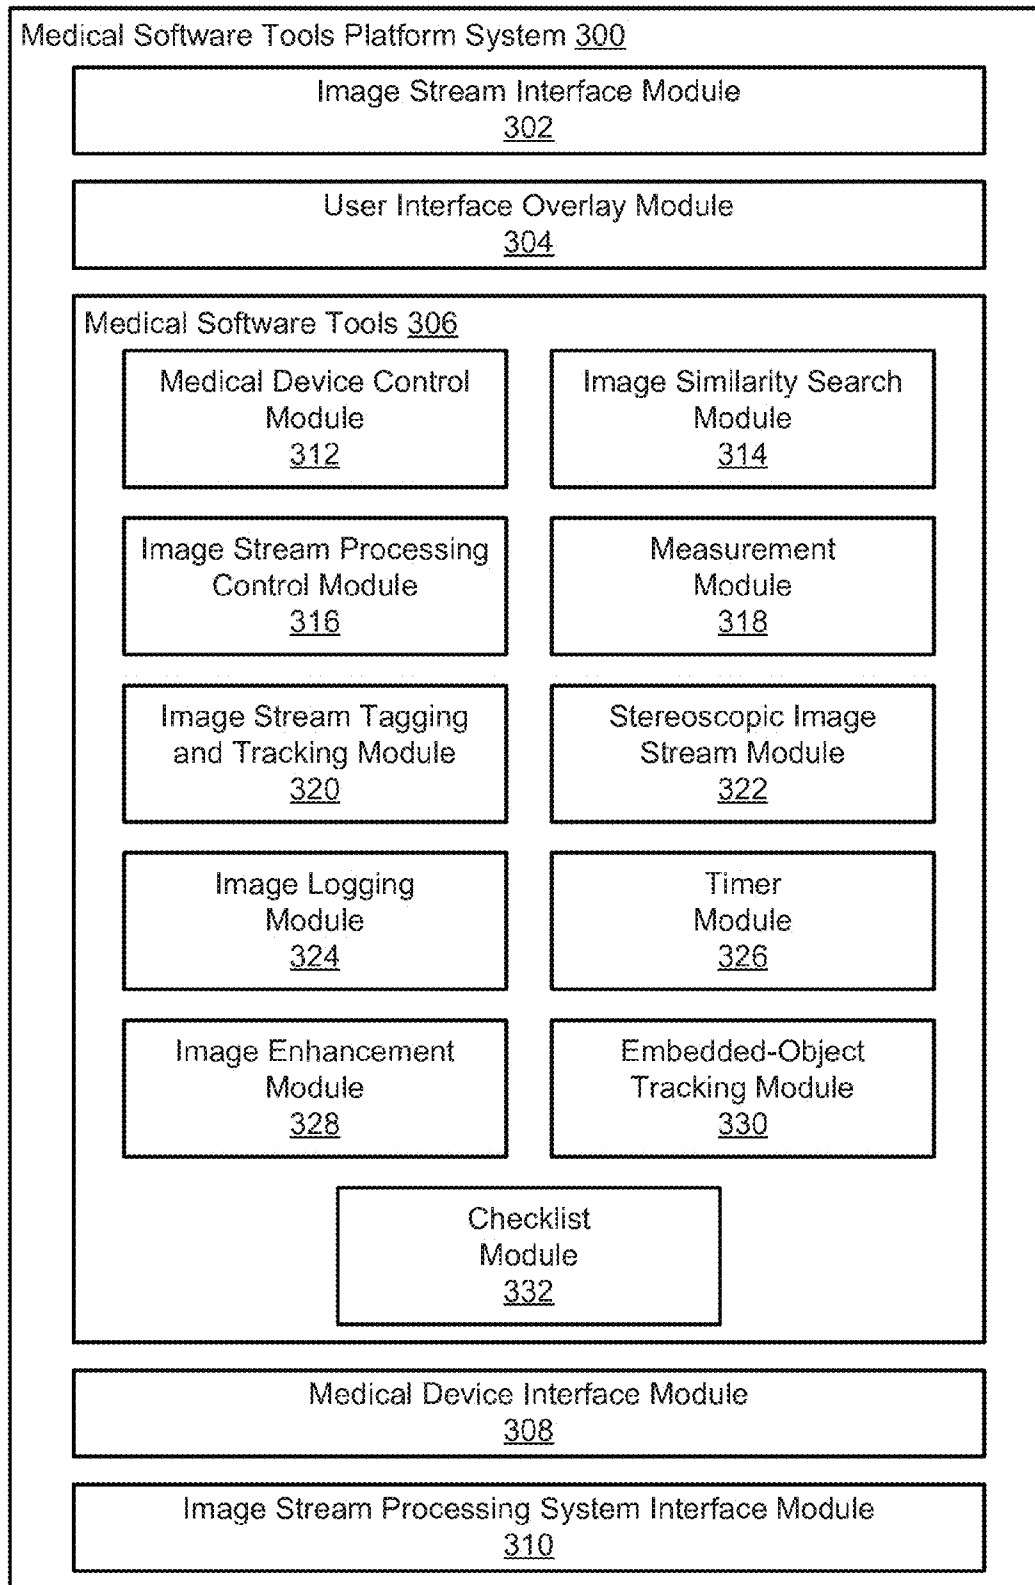 Medical Software Tools Platform System 300
Image Stream Interface Module
302
User Interface Overlay Module
304
Medical Software Tools 306
Medical Device Control
Module
312
Image Similarity Search
Module
314
Image Stream Processing
Control Module
316
Measurement
Module
318
Image Stream Tagging
and Tracking Module
320
Stereoscopic Image
Stream Module
322
Image Logging
Module
324
Timer
Module
326
Image Enhancement
Module
328
Embedded-Object
Tracking Module
330
Checklist
Module
332
Medical Device Interface Module
308
Image Stream Processing System Interface Module
310